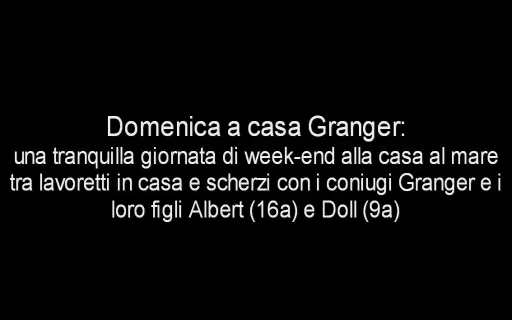 Domenica a casa Granger:
una tranquilla giornata di week-end alla casa al mare
tra lavoretti in casa e scherzi con i coniugi Granger e i
loro figli Albert (16a) e Doll (9a)